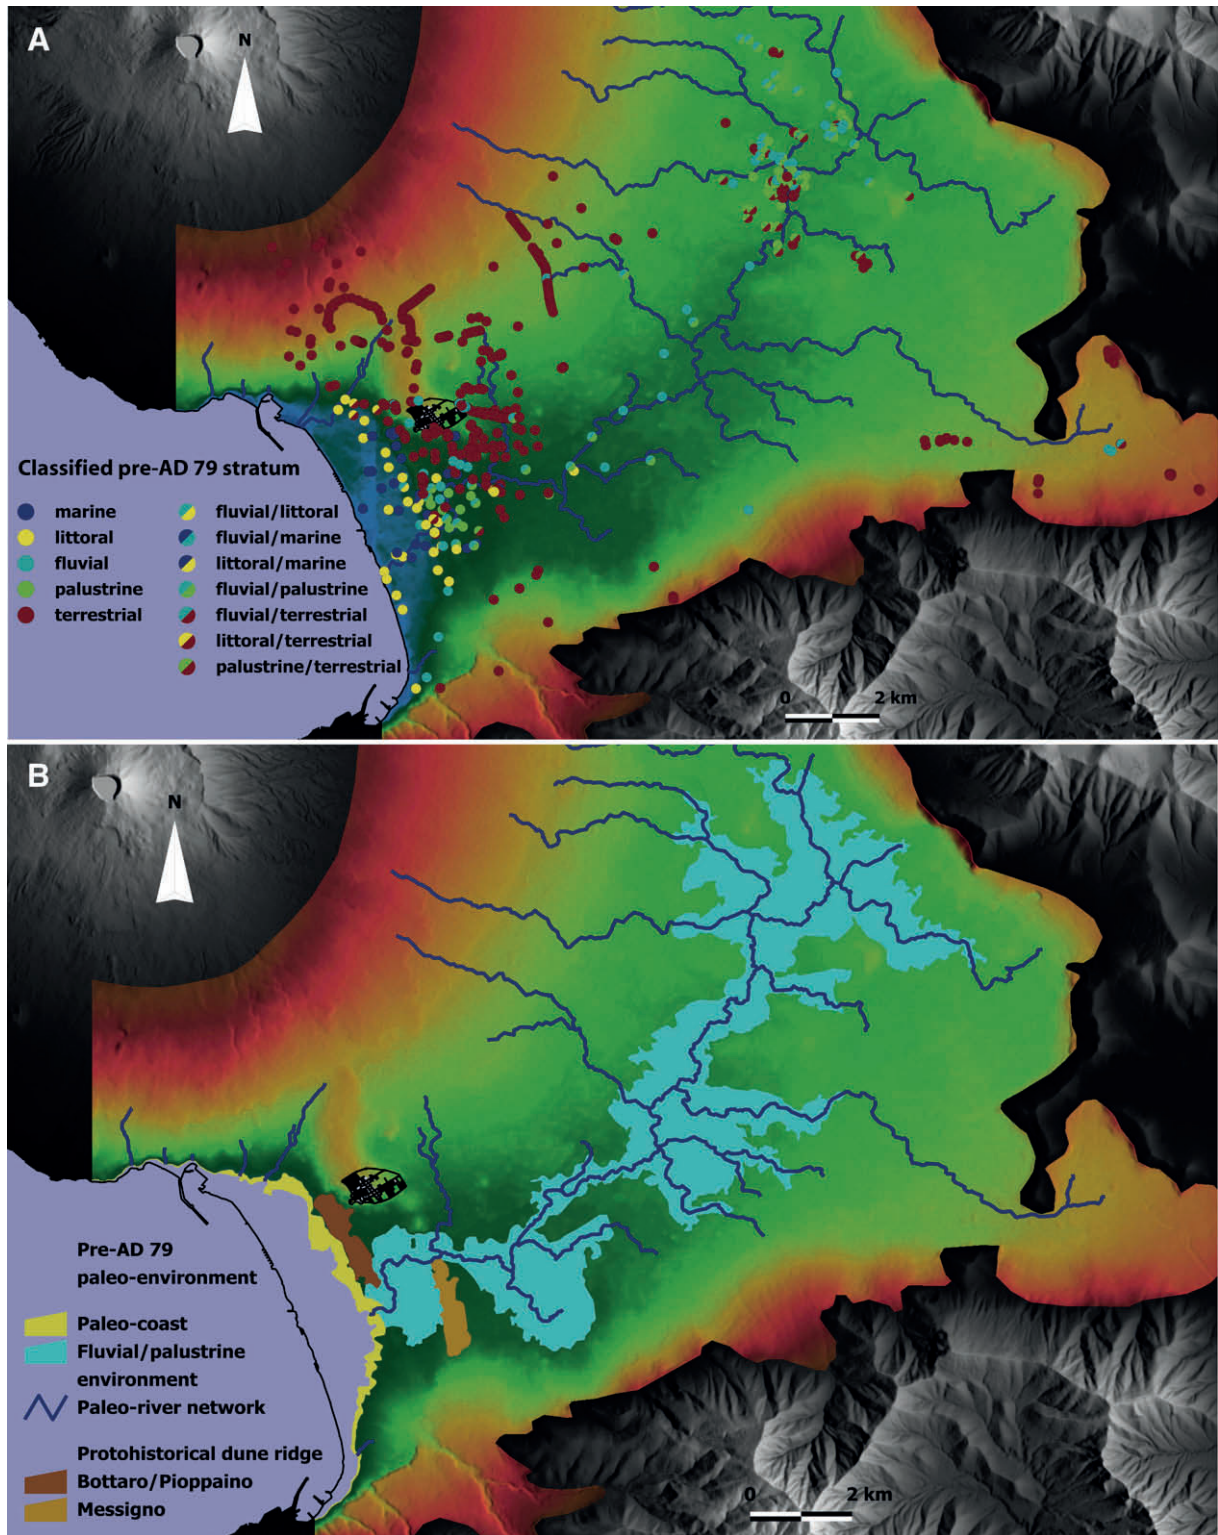 A
N
Classified pre-AD 79 stratum
marine
littoral
fluvial
palustrine
terrestrial
fluvial/littoral
fluvial/marine
littoral/marine
fluvial/palustrine
fluvial/terrestrial
littoral/terrestrial
palustrine/terrestrial
0 2 km
B
N
Pre-AD 79
paleo-environment
Paleo-coast
Fluvial/palustrine
environment
Paleo-river network
Protohistorical dune ridge
Bottaro/Pioppaino
Messigno
0 2 km